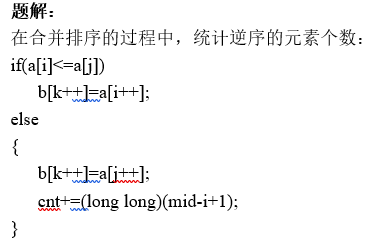 题解：
在合并排序的过程中，统计逆序的元素个数：
if(a[i]<=a[j])
b[k++]=a[i++];
else
{
b[k++]=a[j++];
cnt+=(long long)(mid-i+1);
}